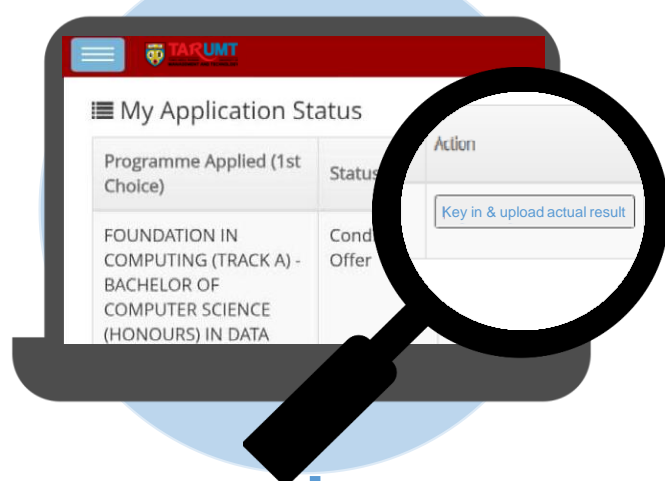 TARUMT
My Application Status
Programme Applied (1st
Choice)
Status
Action
FOUNDATION IN
COMPUTING (TRACK A) -
BACHELOR OF
COMPUTER SCIENCE
(HONOURS) IN DATA
Cond
Offer
Key in & upload actual result